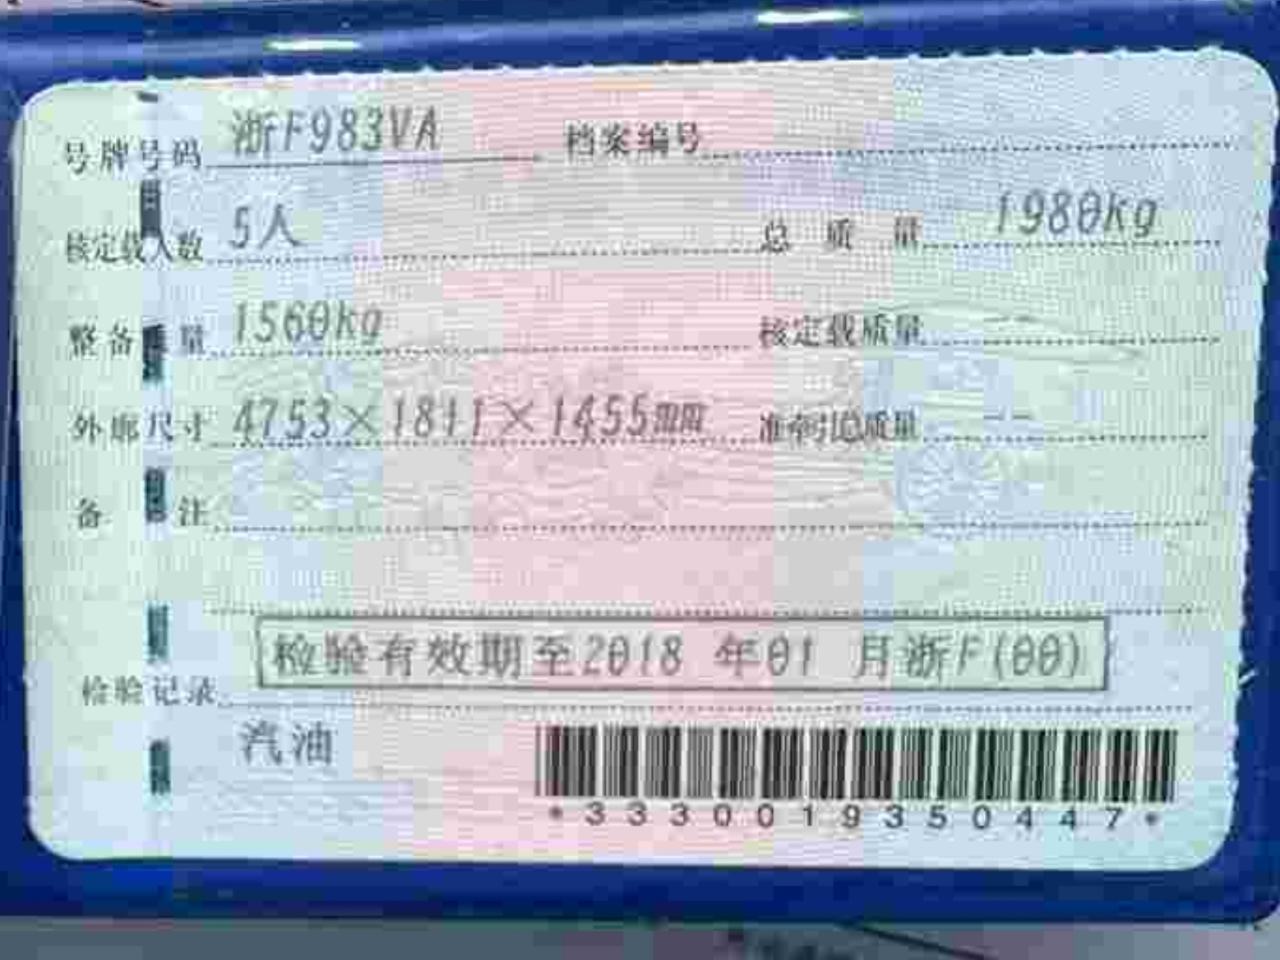 号牌号码 浙F983VA 档案编号
核定载人数 5人 总质量 1980kg
整备质量 1560kg 核定载质量 --
外廓尺寸 4753×1811×1455mm 准牵引总质量 --
备注
检验记录 检验有效期至2018年01月浙F(00)
汽油
*3330019350447*